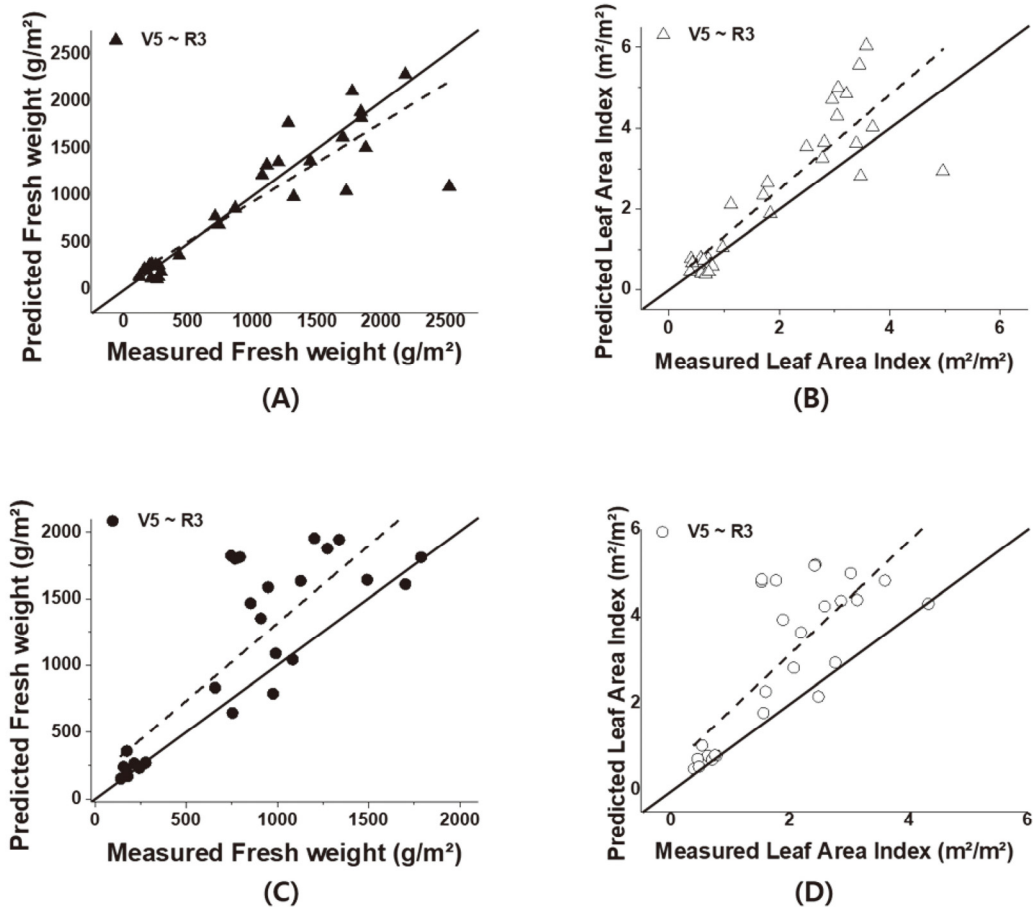 V5 ~ R3
Predicted Fresh weight (g/m²)
2500
2000
1500
1000
500
0
0 500 1000 1500 2000 2500
Measured Fresh weight (g/m²)
(A)
V5 ~ R3
Predicted Leaf Area Index (m²/m²)
6
4
2
0
0 2 4 6
Measured Leaf Area Index (m²/m²)
(B)
V5 ~ R3
Predicted Fresh weight (g/m²)
2000
1500
1000
500
0
0 500 1000 1500 2000
Measured Fresh weight (g/m²)
(C)
V5 ~ R3
Predicted Leaf Area Index (m²/m²)
6
4
2
0
0 2 4 6
Measured Leaf Area Index (m²/m²)
(D)